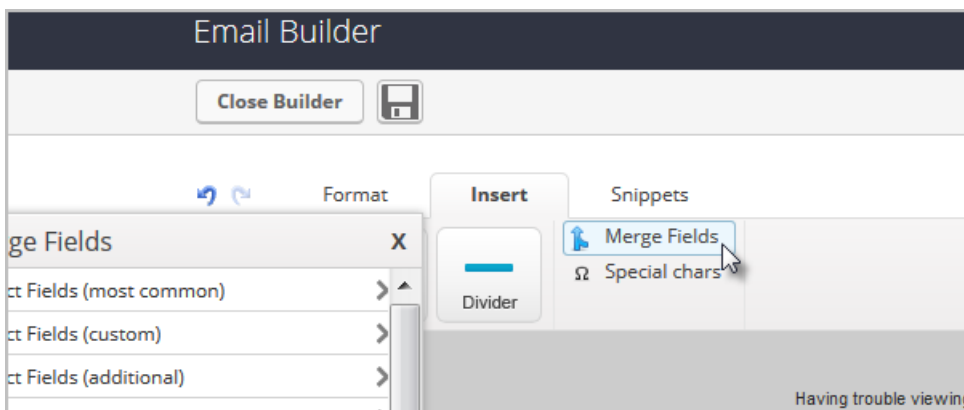 Email Builder
Close Builder
Format Insert Snippets
ge Fields X
Merge Fields
Ω Special chars
Divider
ct Fields (most common)
ct Fields (custom)
ct Fields (additional)
Having trouble viewing